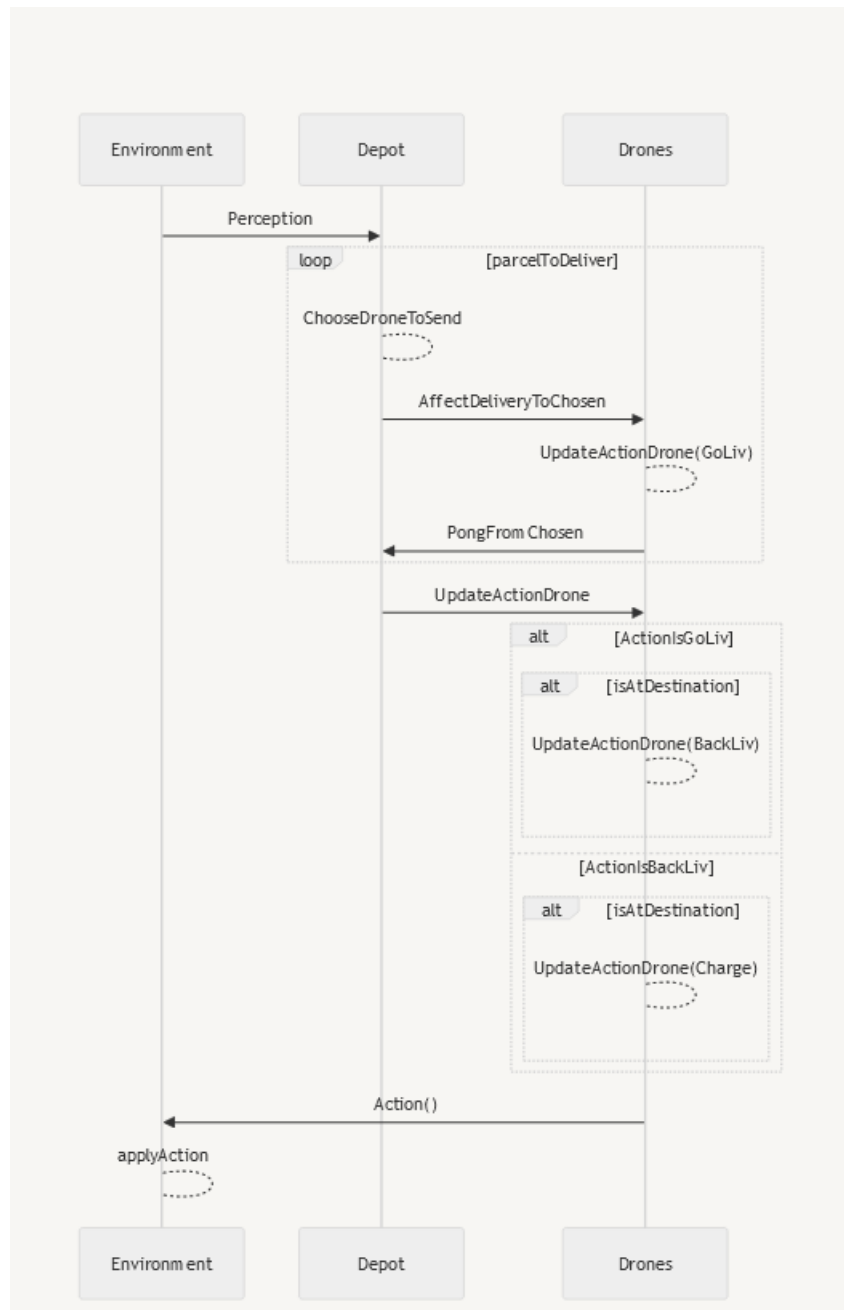 Environment Depot Drones
Perception
loop [parcelToDeliver]
ChooseDroneToSend
AffectDeliveryToChosen
UpdateActionDrone(GoLiv)
PongFrom Chosen
UpdateActionDrone
alt [ActionIsGoLiv]
alt [isAtDestination]
UpdateActionDrone(BackLiv)
[ActionIsBackLiv]
alt [isAtDestination]
UpdateActionDrone(Charge)
Action()
applyAction
Environment Depot Drones